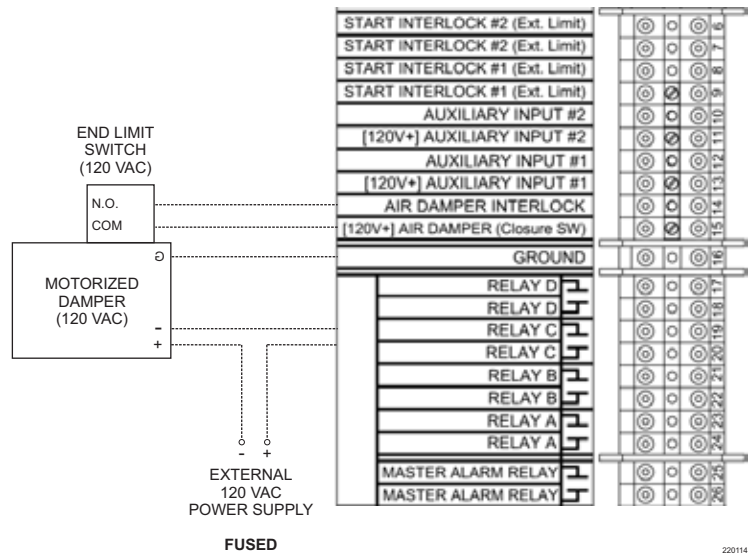 START INTERLOCK #2 (Ext. Limit) 6
START INTERLOCK #2 (Ext. Limit) 7
START INTERLOCK #1 (Ext. Limit) 8
START INTERLOCK #1 (Ext. Limit) 9
AUXILIARY INPUT #2 10
[120V+] AUXILIARY INPUT #2 11
AUXILIARY INPUT #1 12
[120V+] AUXILIARY INPUT #1 13
AIR DAMPER INTERLOCK 14
[120V+] AIR DAMPER (Closure SW) 15
GROUND 16
RELAY D 17
RELAY D 18
RELAY C 19
RELAY C 20
RELAY B 21
RELAY B 22
RELAY A 23
RELAY A 24
MASTER ALARM RELAY 25
MASTER ALARM RELAY 26
END LIMIT
SWITCH
(120 VAC)
N.O.
COM
G
MOTORIZED
DAMPER
(120 VAC)
-
+
- +
EXTERNAL
120 VAC
POWER SUPPLY
FUSED
220114